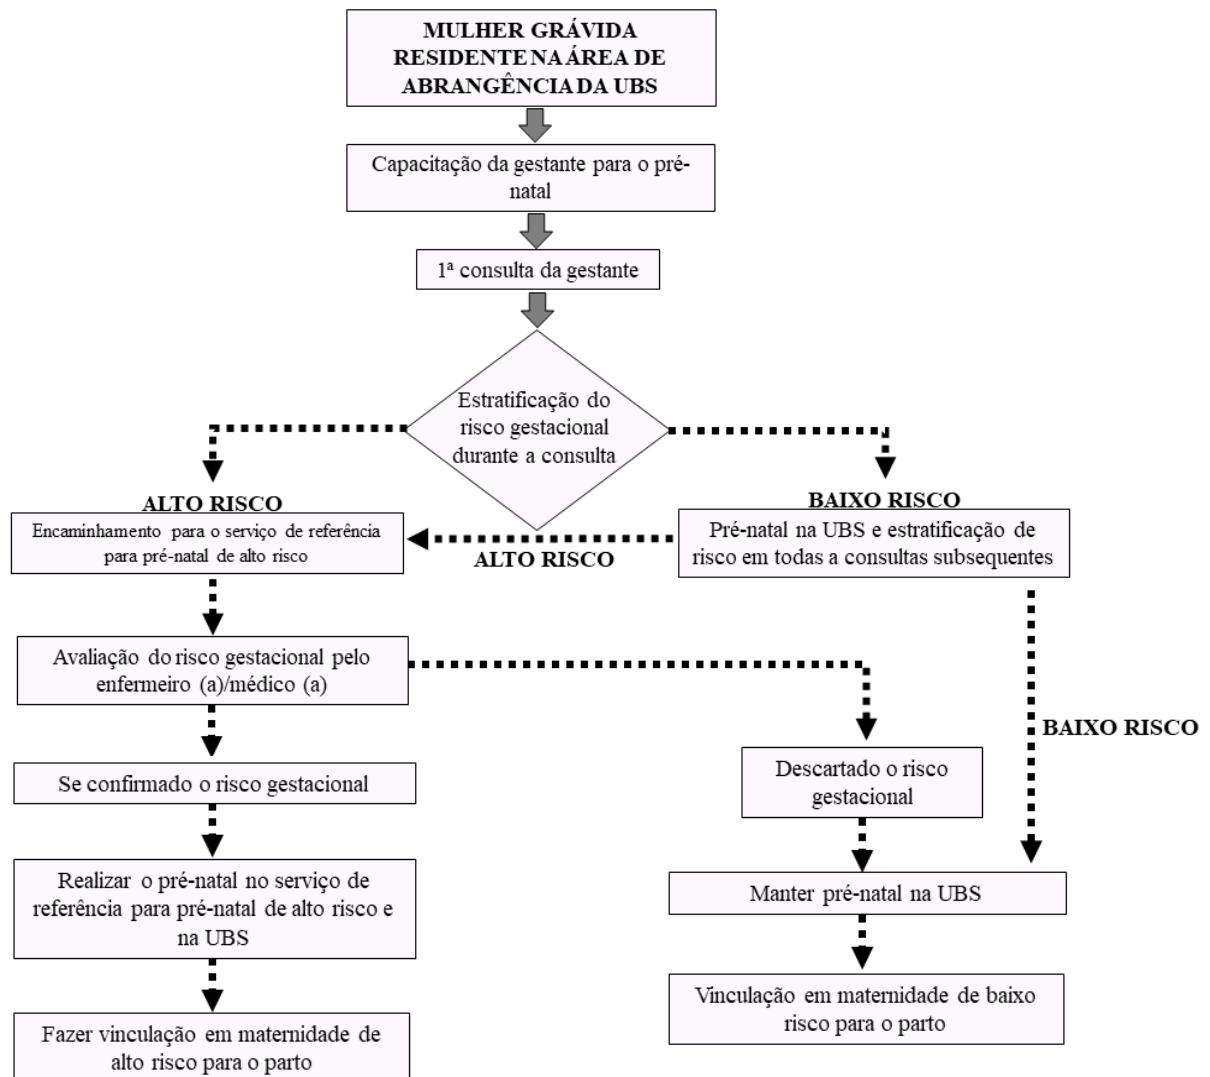 MULHER GRÁVIDA
RESIDENTE NA ÁREA DE
ABRANGÊNCIA DA UBS
Capacitação da gestante para o pré-
natal
1ª consulta da gestante
Estratificação do
risco gestacional
durante a consulta
ALTO RISCO
Encaminhamento para o serviço de referência
para pré-natal de alto risco
BAIXO RISCO
Pré-natal na UBS e estratificação de
risco em todas a consultas subsequentes
ALTO RISCO
Avaliação do risco gestacional pelo
enfermeiro (a)/médico (a)
BAIXO RISCO
Se confirmado o risco gestacional
Descartado o risco
gestacional
Realizar o pré-natal no serviço de
referência para pré-natal de alto risco e
na UBS
Manter pré-natal na UBS
Fazer vinculação em maternidade de
alto risco para o parto
Vinculação em maternidade de baixo
risco para o parto